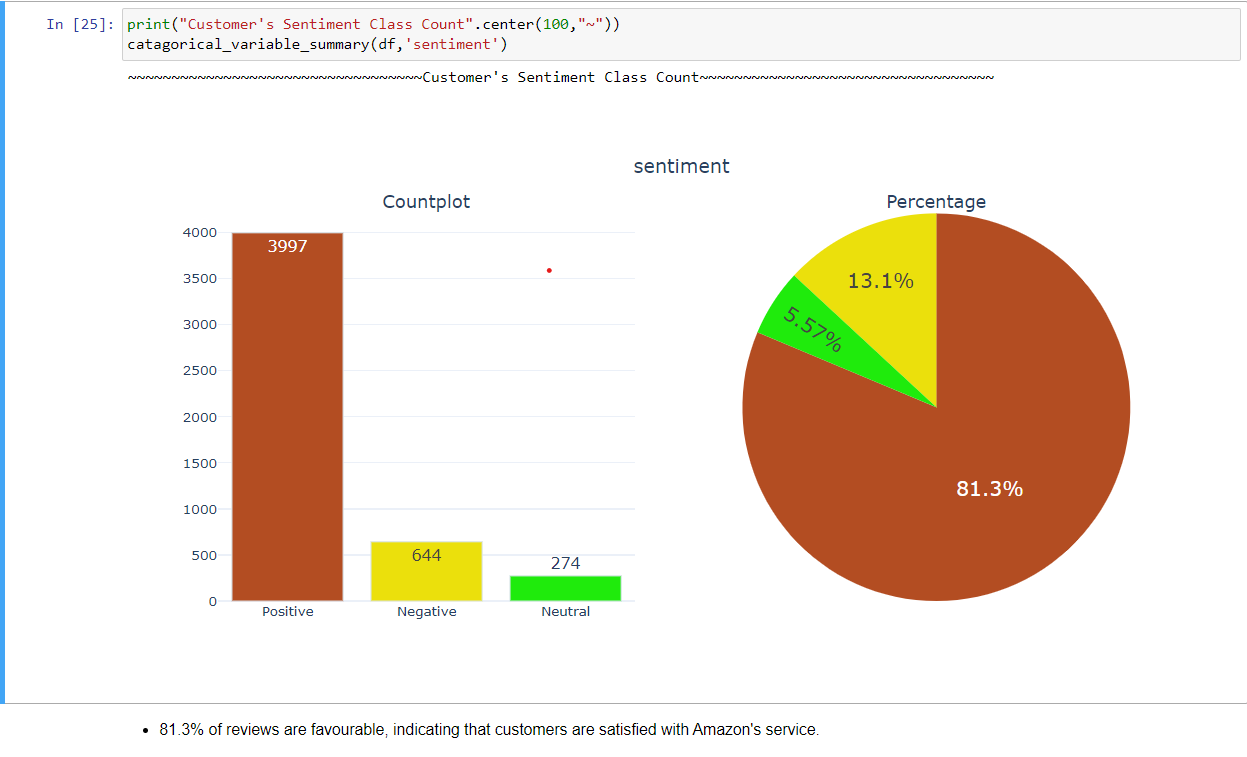 In [25]: print("Customer's Sentiment Class Count".center(100,"~"))
catagorical_variable_summary(df,'sentiment')
~~~~~~~~~~~~~~~~~~~~~~~~~~~~~~~~~~Customer's Sentiment Class Count~~~~~~~~~~~~~~~~~~~~~~~~~~~~~~~~~~
sentiment
Countplot
4000
3500
3000
2500
2000
1500
1000
500
0
3997
644
274
Positive
Negative
Neutral
Percentage
13.1%
5.57%
81.3%
• 81.3% of reviews are favourable, indicating that customers are satisfied with Amazon's service.